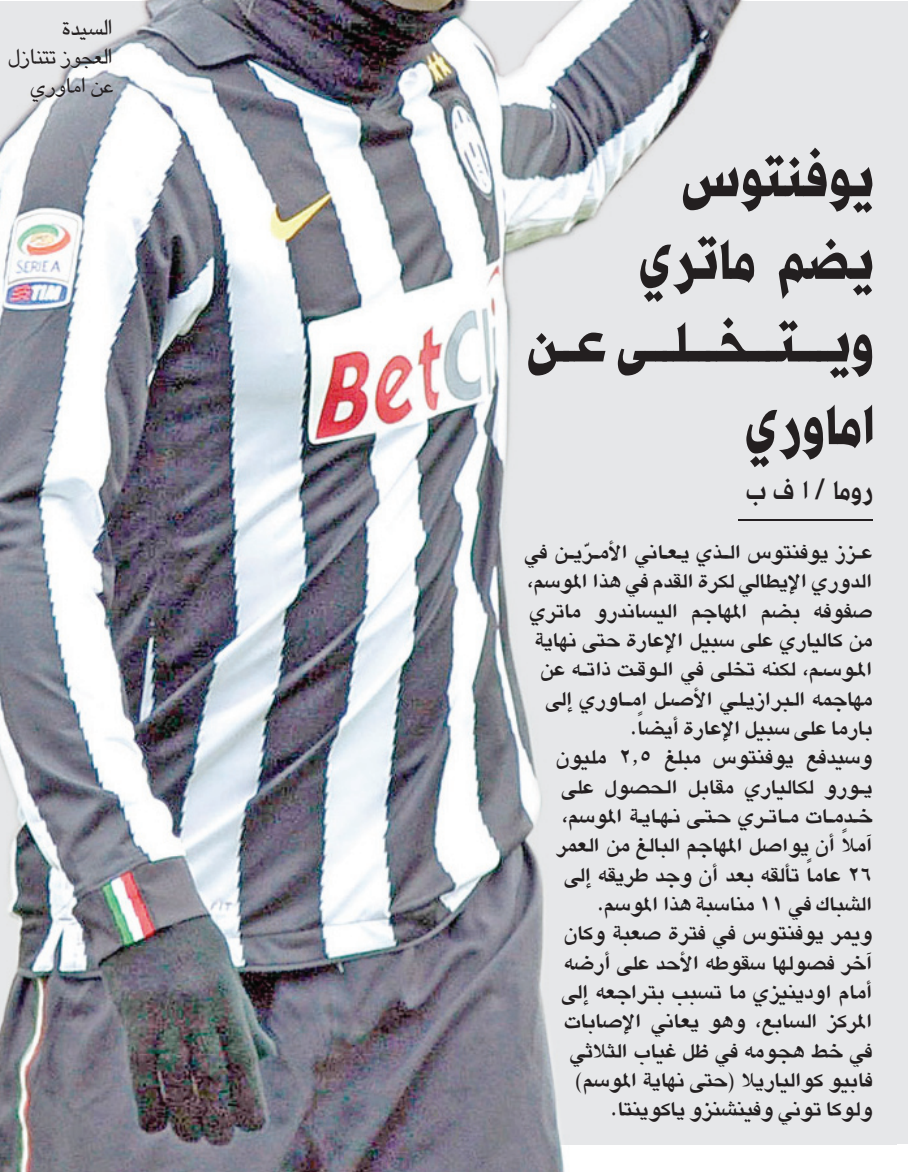 السيدة
العجوز تتنازل
عن اماوري
يوفنتوس
يضم ماتري
ويتخلى عن
اماوري
روما / ا ف ب
عزز يوفنتوس الذي يعاني الأمرّين في
الدوري الإيطالي لكرة القدم في هذا الموسم،
صفوفه بضم المهاجم اليساندرو ماتري
من كالياري على سبيل الإعارة حتى نهاية
الموسم، لكنه تخلى في الوقت ذاته عن
مهاجمه البرازيلي الأصل اماوري إلى
بارما على سبيل الإعارة أيضاً.
وسيدفع يوفنتوس مبلغ ٢,٥ مليون
يورو لكالياري مقابل الحصول على
خدمات ماتري حتى نهاية الموسم،
آملاً أن يواصل المهاجم البالغ من العمر
٢٦ عاماً تألقه بعد أن وجد طريقه إلى
الشباك في ١١ مناسبة هذا الموسم.
ويمر يوفنتوس في فترة صعبة وكان
آخر فصولها سقوطه الأحد على أرضه
أمام اودينيزي ما تسبب بتراجعه إلى
المركز السابع، وهو يعاني الإصابات
في خط هجومه في ظل غياب الثلاثي
فابيو كوالياريلا (حتى نهاية الموسم)
ولوكا توني وفينشنزو ياكوينتا.
SERIE A
TIM
BetCli